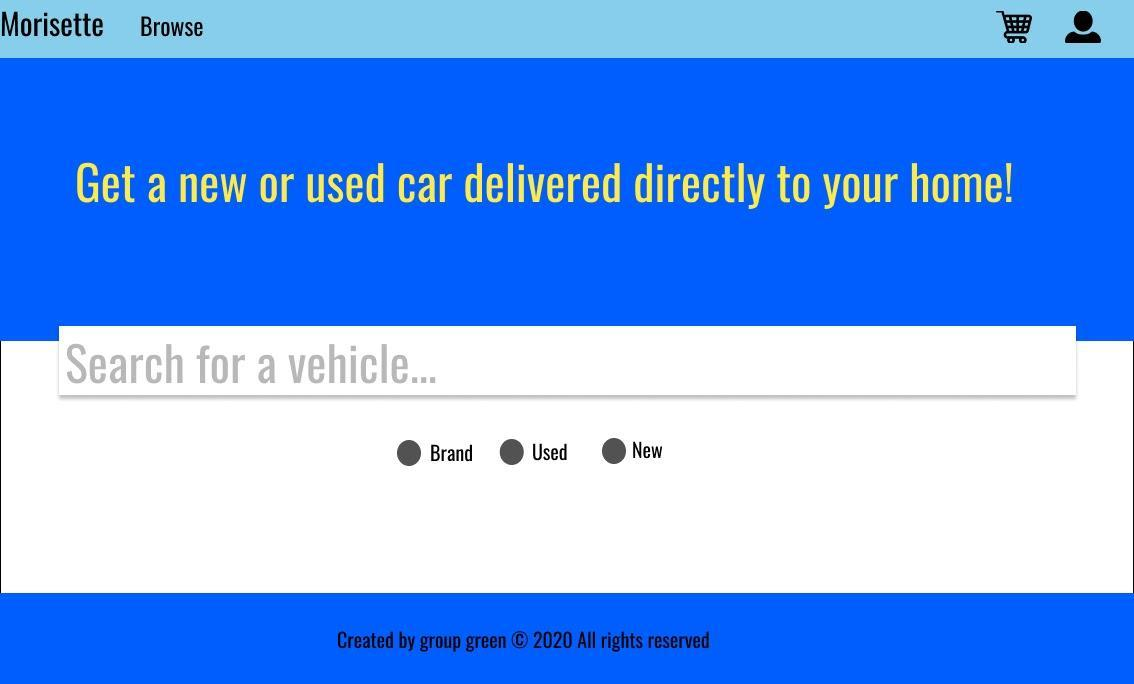 Morisette Browse
Get a new or used car delivered directly to your home!
Search for a vehicle...
Brand Used New
Created by group green © 2020 All rights reserved